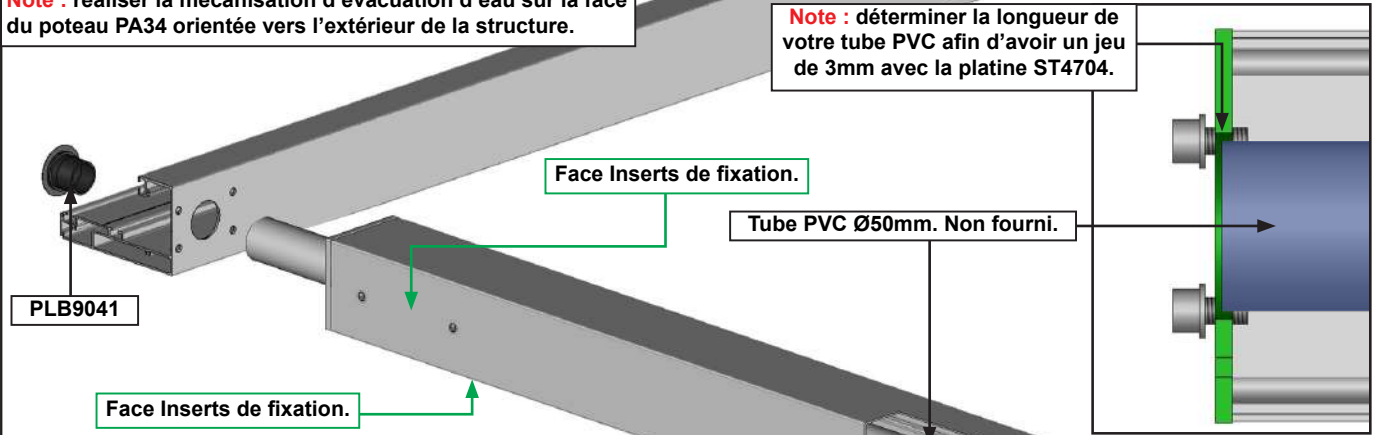 Note : réaliser la mécanisation d'évacuation d'eau sur la face
du poteau PA34 orientée vers l'extérieur de la structure.
Note : déterminer la longueur de
votre tube PVC afin d'avoir un jeu
de 3mm avec la platine ST4704.
Face Inserts de fixation.
Tube PVC Ø50mm. Non fourni.
PLB9041
Face Inserts de fixation.